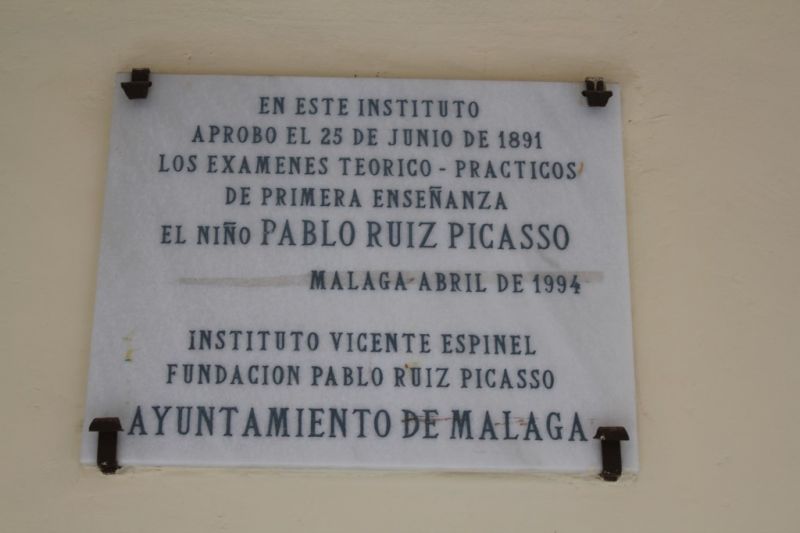 EN ESTE INSTITUTO
APROBO EL 25 DE JUNIO DE 1891
LOS EXAMENES TEORICO - PRACTICOS
DE PRIMERA ENSEÑANZA
EL NIÑO PABLO RUIZ PICASSO
MALAGA ABRIL DE 1994
INSTITUTO VICENTE ESPINEL
FUNDACION PABLO RUIZ PICASSO
AYUNTAMIENTO DE MALAGA